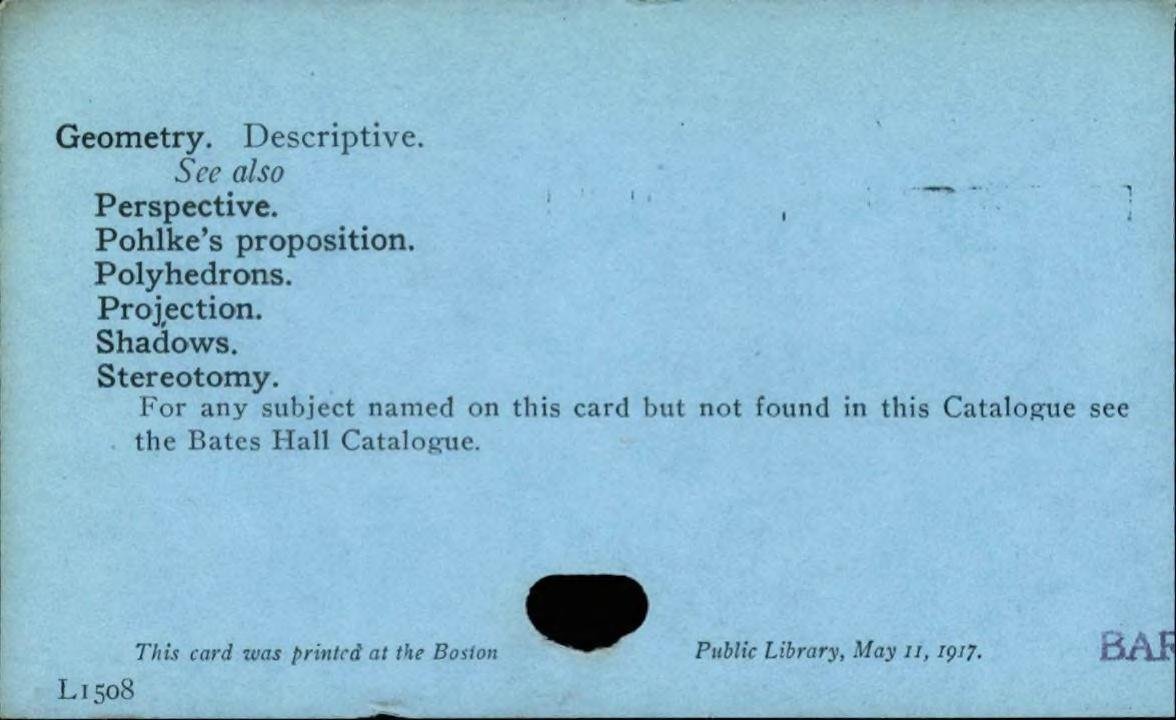 Geometry. Descriptive.
See also
Perspective.
Pohlke's proposition.
Polyhedrons.
Projection.
Shadows.
Stereotomy.
For any subject named on this card but not found in this Catalogue see
the Bates Hall Catalogue.
This card was printed at the Boston Public Library, May 11, 1917.
L1508